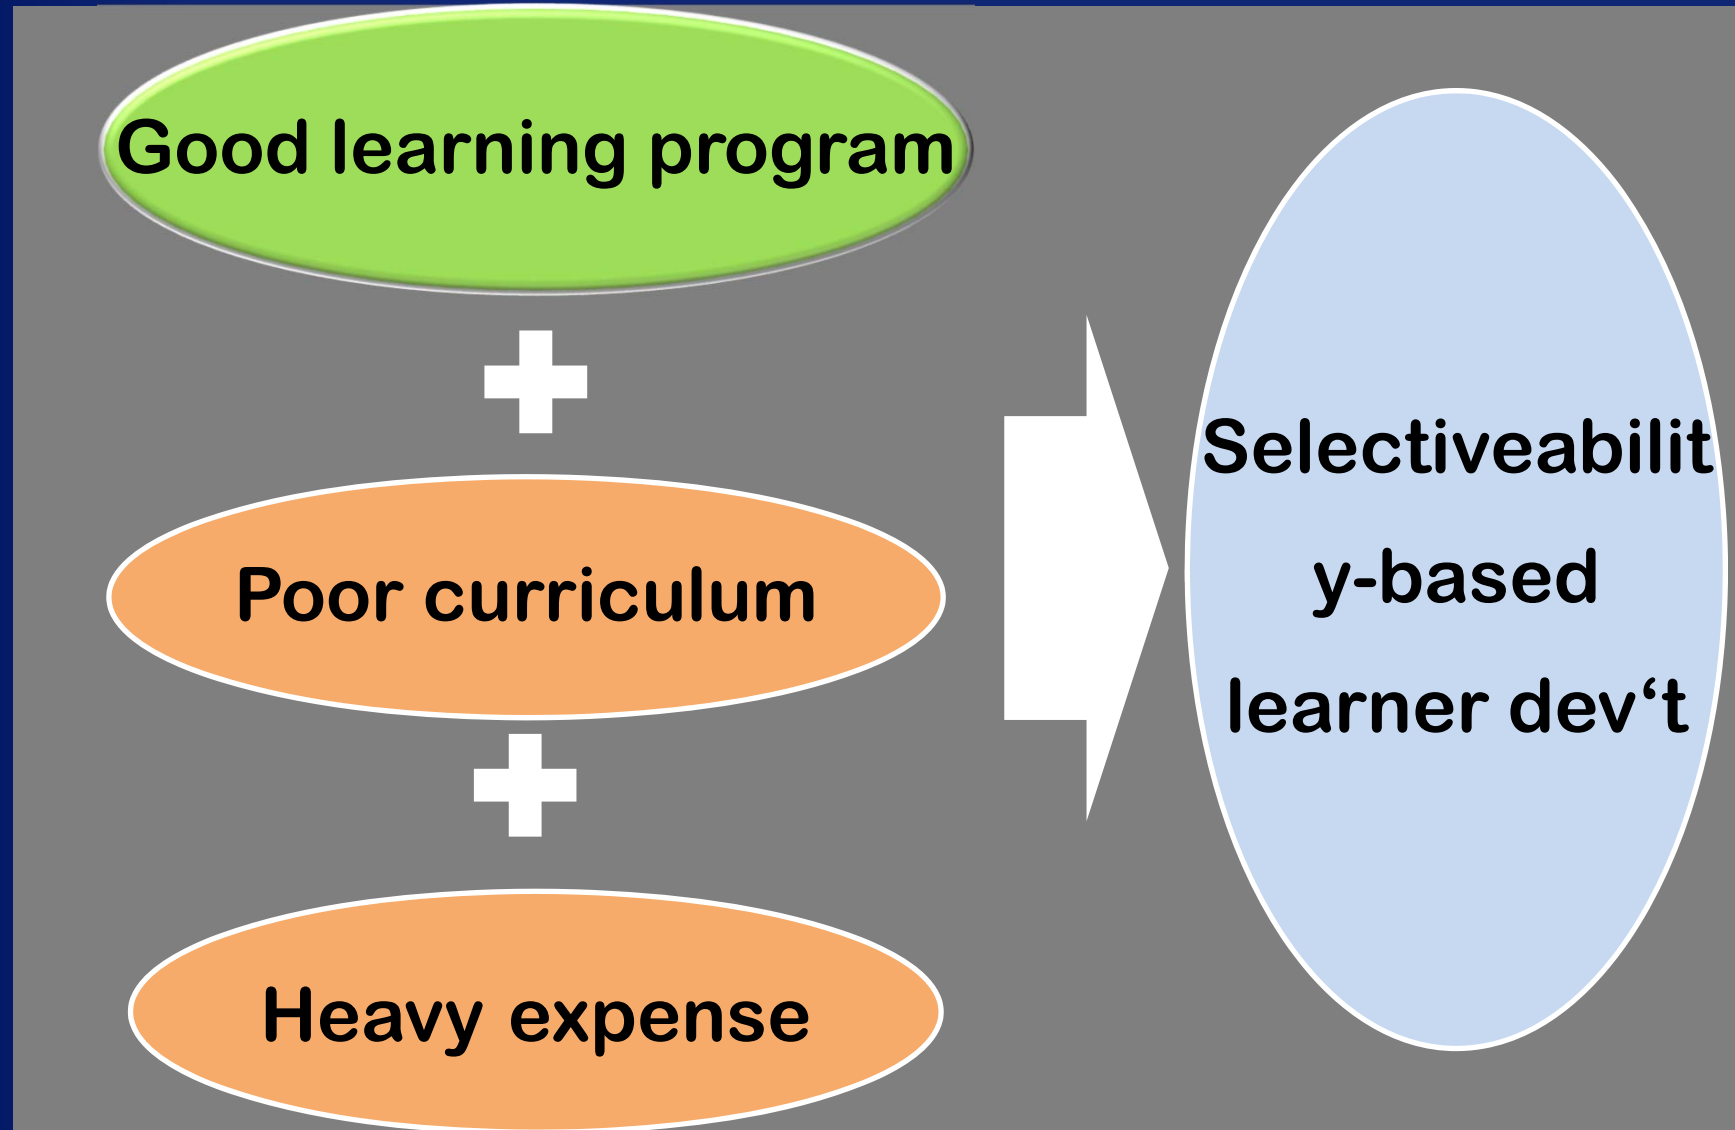 Good learning program
Poor curriculum
Heavy expense
Selectiveabilit
y-based
learner dev‘t